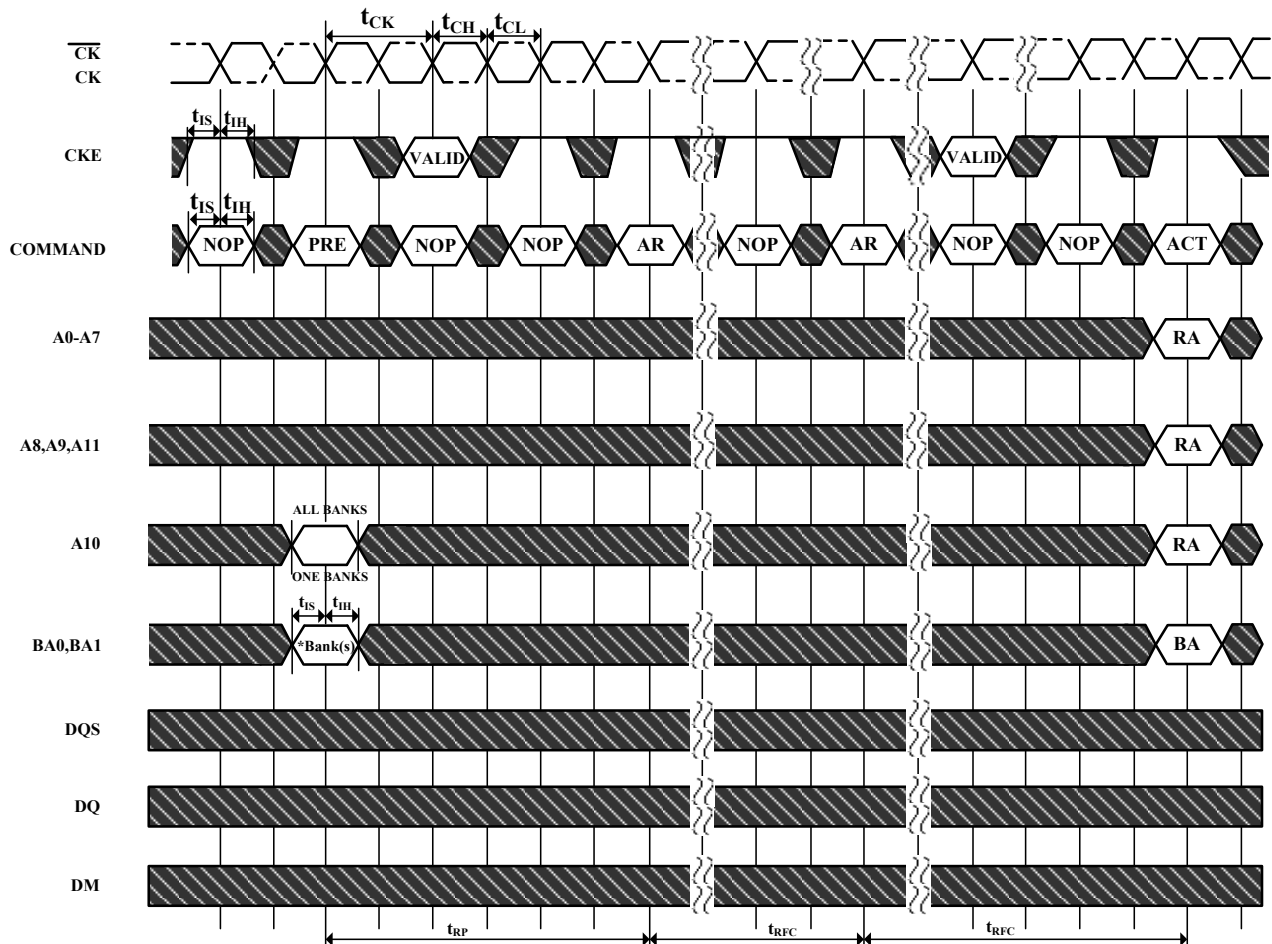 tCK tCH tCL
CK
CK
tIS tIH
CKE VALID VALID
tIS tIH
COMMAND NOP PRE NOP NOP AR NOP AR NOP NOP ACT
A0-A7 RA
A8,A9,A11 RA
ALL BANKS
A10 RA
ONE BANKS
tIS tIH
BA0,BA1 *Bank(s) BA
DQS
DQ
DM
tRP tRFC tRFC